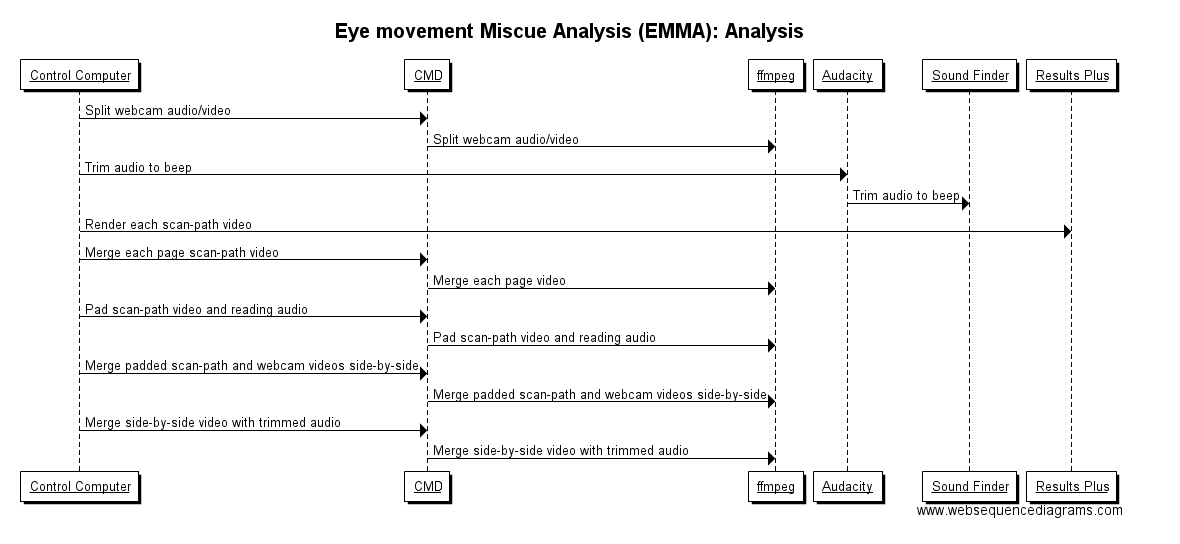 Eye movement Miscue Analysis (EMMA): Analysis
Control Computer
CMD
ffmpeg
Audacity
Sound Finder
Results Plus
Split webcam audio/video
Split webcam audio/video
Trim audio to beep
Trim audio to beep
Render each scan-path video
Merge each page scan-path video
Merge each page video
Pad scan-path video and reading audio
Pad scan-path video and reading audio
Merge padded scan-path and webcam videos side-by-side
Merge padded scan-path and webcam videos side-by-side
Merge side-by-side video with trimmed audio
Merge side-by-side video with trimmed audio
Control Computer
CMD
ffmpeg
Audacity
Sound Finder
Results Plus
www.websequencediagrams.com